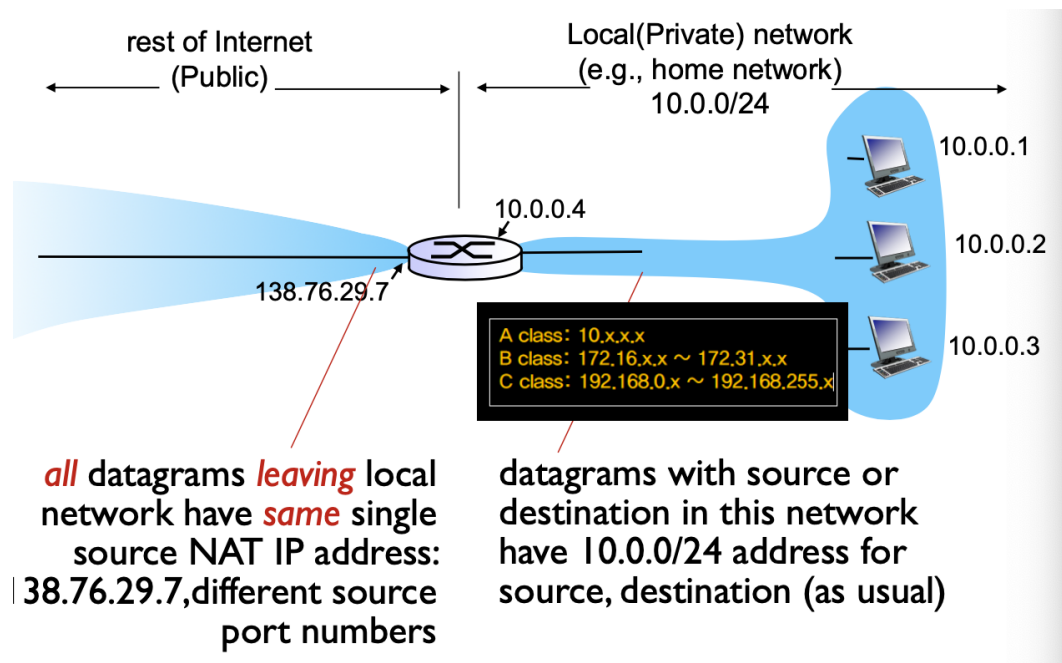 rest of Internet
(Public)
Local(Private) network
(e.g., home network)
10.0.0/24
10.0.0.1
10.0.0.4
10.0.0.2
138.76.29.7
10.0.0.3
A class: 10.x.x.x
B class: 172.16.x.x ~ 172.31.x.x
C class: 192.168.0.x ~ 192.168.255.x
all datagrams leaving local
network have same single
source NAT IP address:
138.76.29.7,different source
port numbers
datagrams with source or
destination in this network
have 10.0.0/24 address for
source, destination (as usual)